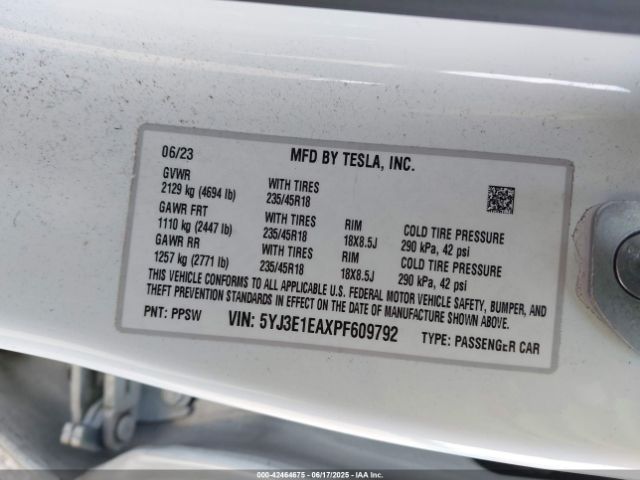 06/23 MFD BY TESLA, INC.
GVWR
2129 kg (4694 lb) WITH TIRES 235/45R18
GAWR FRT
1110 kg (2447 lb) WITH TIRES 235/45R18 RIM 18X8.5J COLD TIRE PRESSURE 290 kPa, 42 psi
GAWR RR
1257 kg (2771 lb) WITH TIRES 235/45R18 RIM 18X8.5J COLD TIRE PRESSURE 290 kPa, 42 psi
THIS VEHICLE CONFORMS TO ALL APPLICABLE U.S. FEDERAL MOTOR VEHICLE SAFETY, BUMPER, AND
THEFT PREVENTION STANDARDS IN EFFECT ON THE DATE OF MANUFACTURE SHOWN ABOVE.
PNT: PPSW VIN: 5YJ3E1EAXPF609792 TYPE: PASSENGER CAR
000-42464675 - 06/17/2025 - IAA Inc.